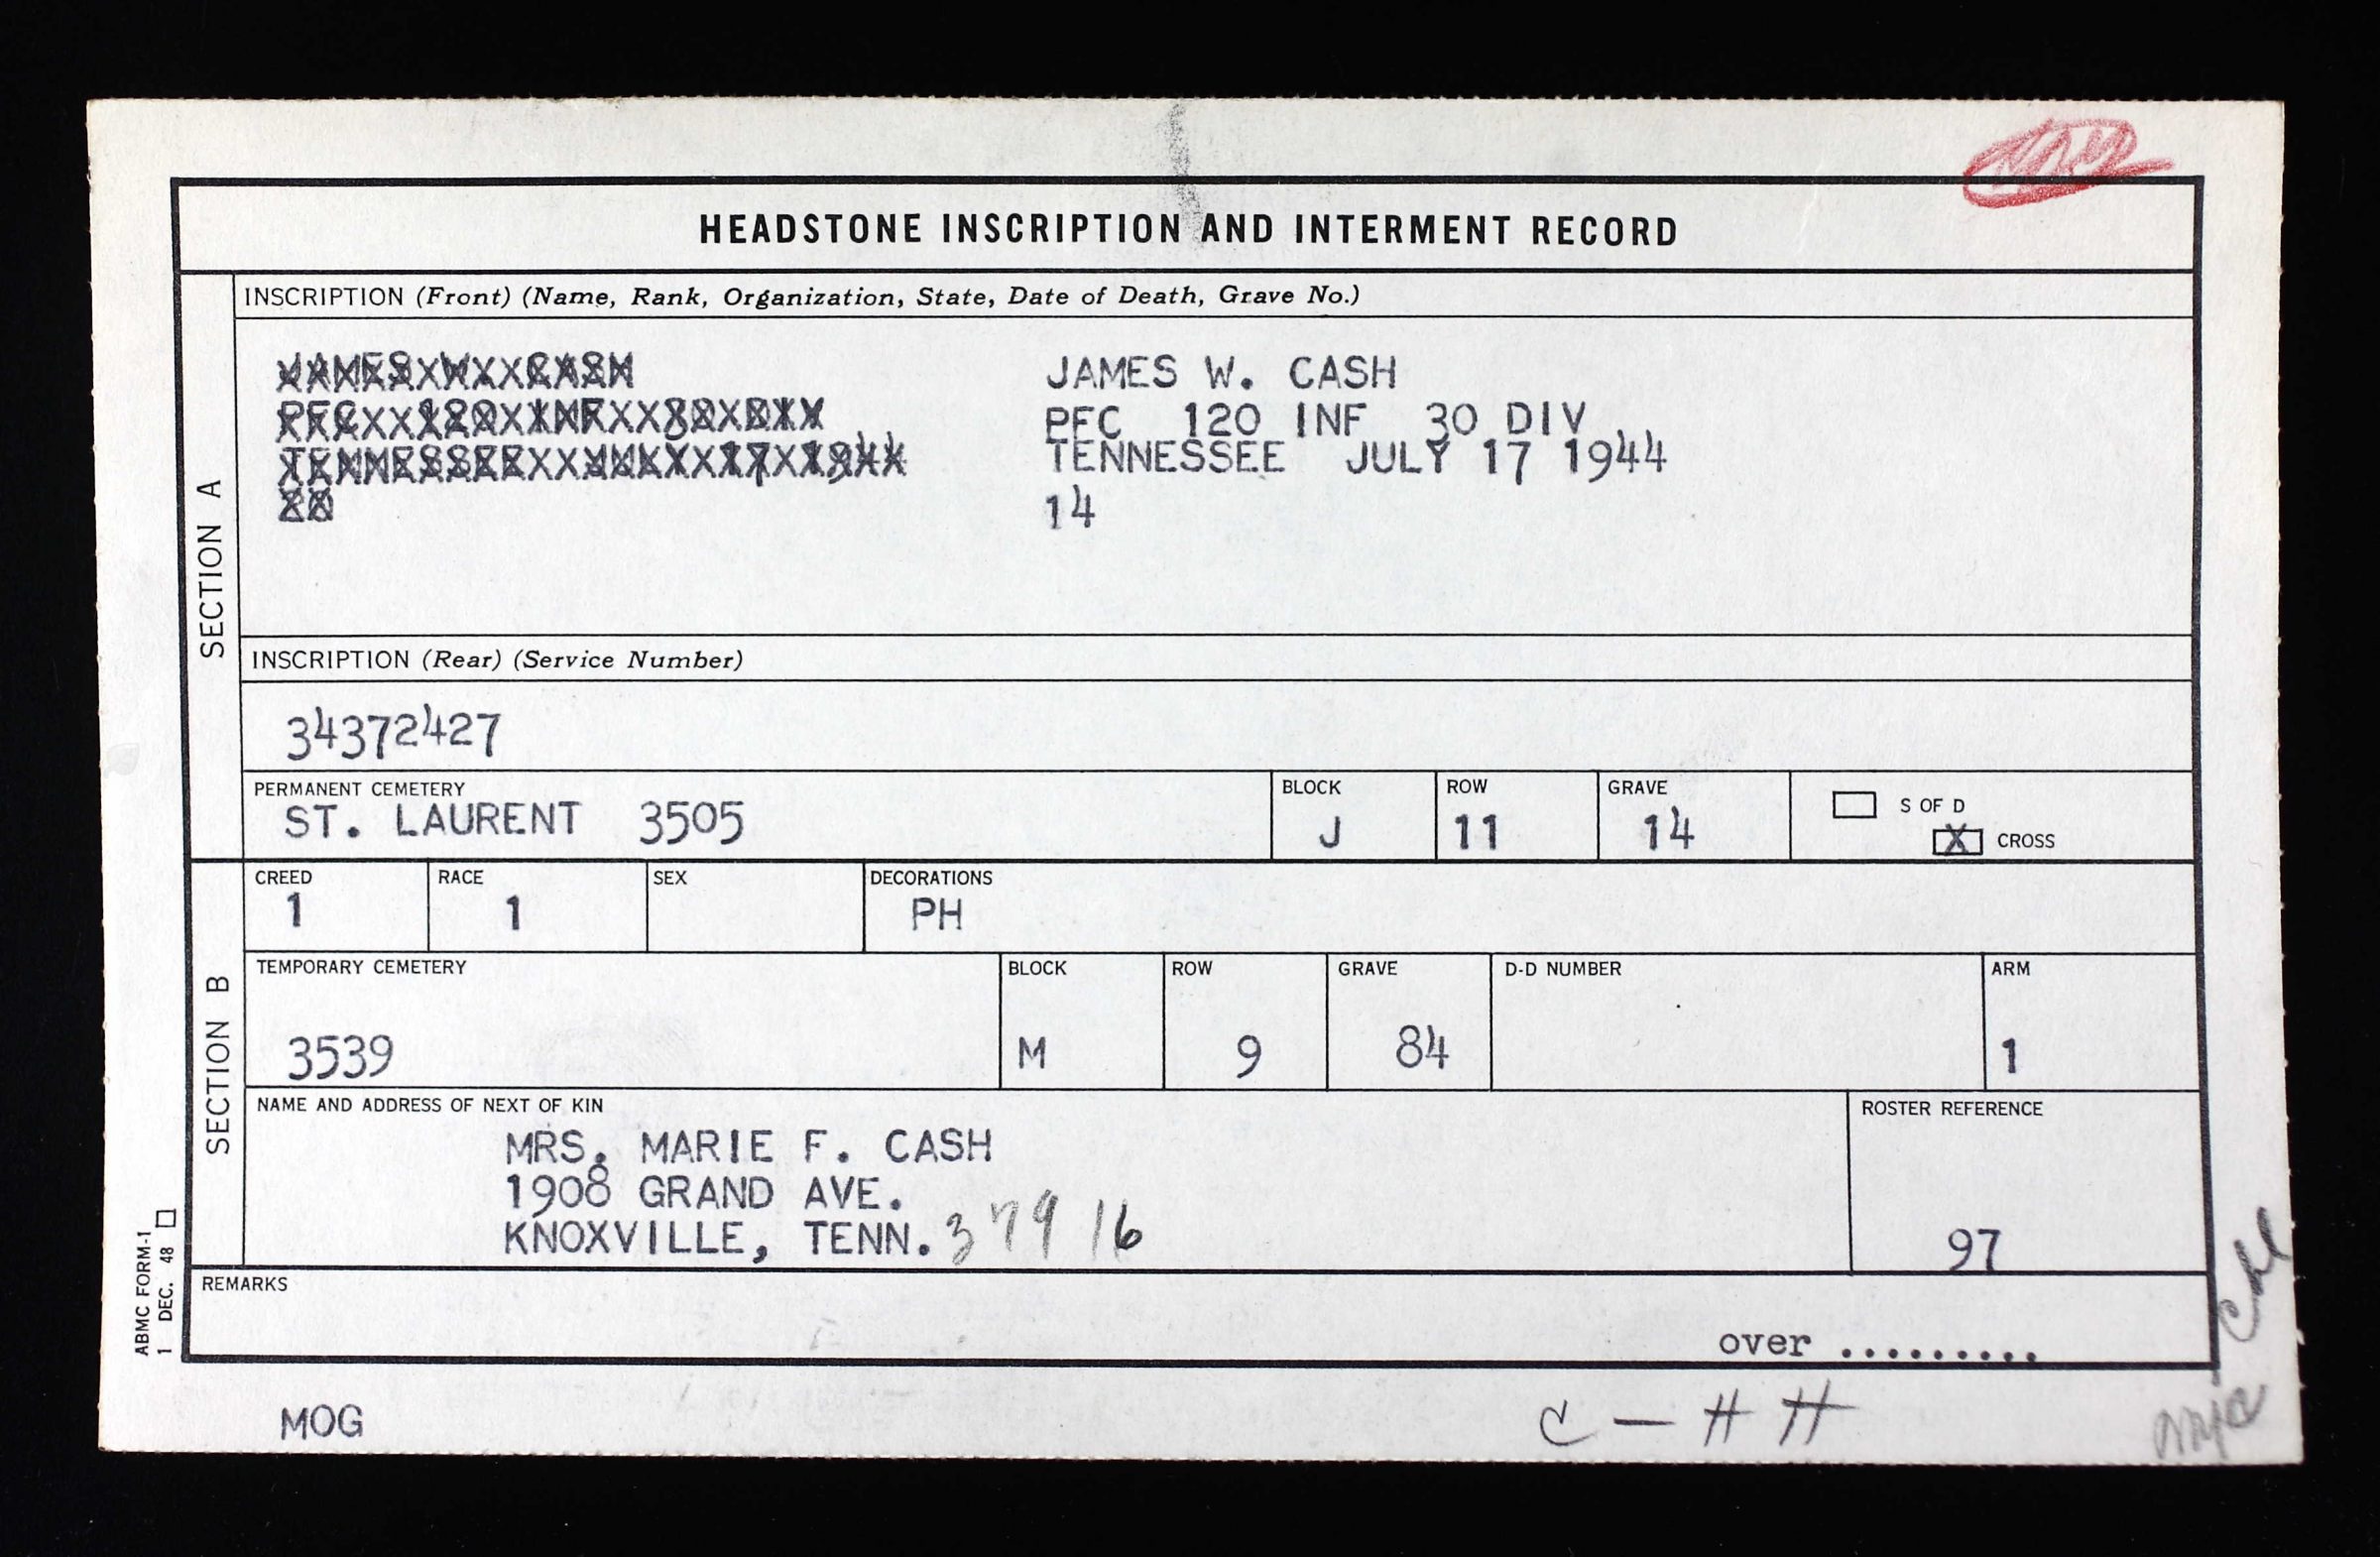 HEADSTONE INSCRIPTION AND INTERMENT RECORD
SECTION A
INSCRIPTION (Front) (Name, Rank, Organization, State, Date of Death, Grave No.)
JAMES W. CASH
PFC 120 INF 30 DIV
TENNESSEE JULY 17 1944
14
INSCRIPTION (Rear) (Service Number)
34372427
PERMANENT CEMETERY
ST. LAURENT 3505
BLOCK
J
ROW
11
GRAVE
14
S OF D
X CROSS
SECTION B
CREED
1
RACE
1
SEX
DECORATIONS
PH
TEMPORARY CEMETERY
3539
BLOCK
M
ROW
9
GRAVE
84
D-D NUMBER
ARM
1
NAME AND ADDRESS OF NEXT OF KIN
MRS. MARIE F. CASH
1908 GRAND AVE.
KNOXVILLE, TENN. 37916
ROSTER REFERENCE
97
REMARKS
over .........
ABMC FORM-1
1 DEC. 48
MOG
C - H H